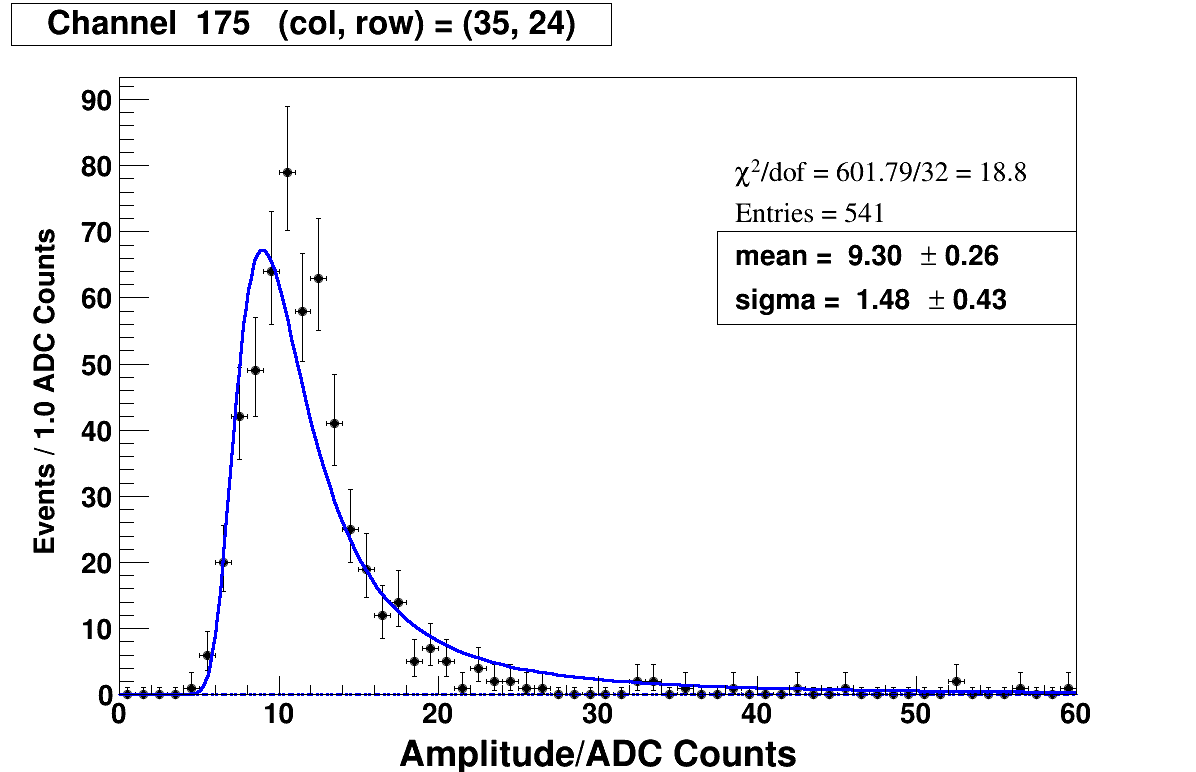 Channel 175 (col, row) = (35, 24)
90
80
70
60
50
40
30
20
10
0
Events / 1.0 ADC Counts
χ²/dof = 601.79/32 = 18.8
Entries = 541
mean = 9.30 ± 0.26
sigma = 1.48 ± 0.43
0 10 20 30 40 50 60
Amplitude/ADC Counts